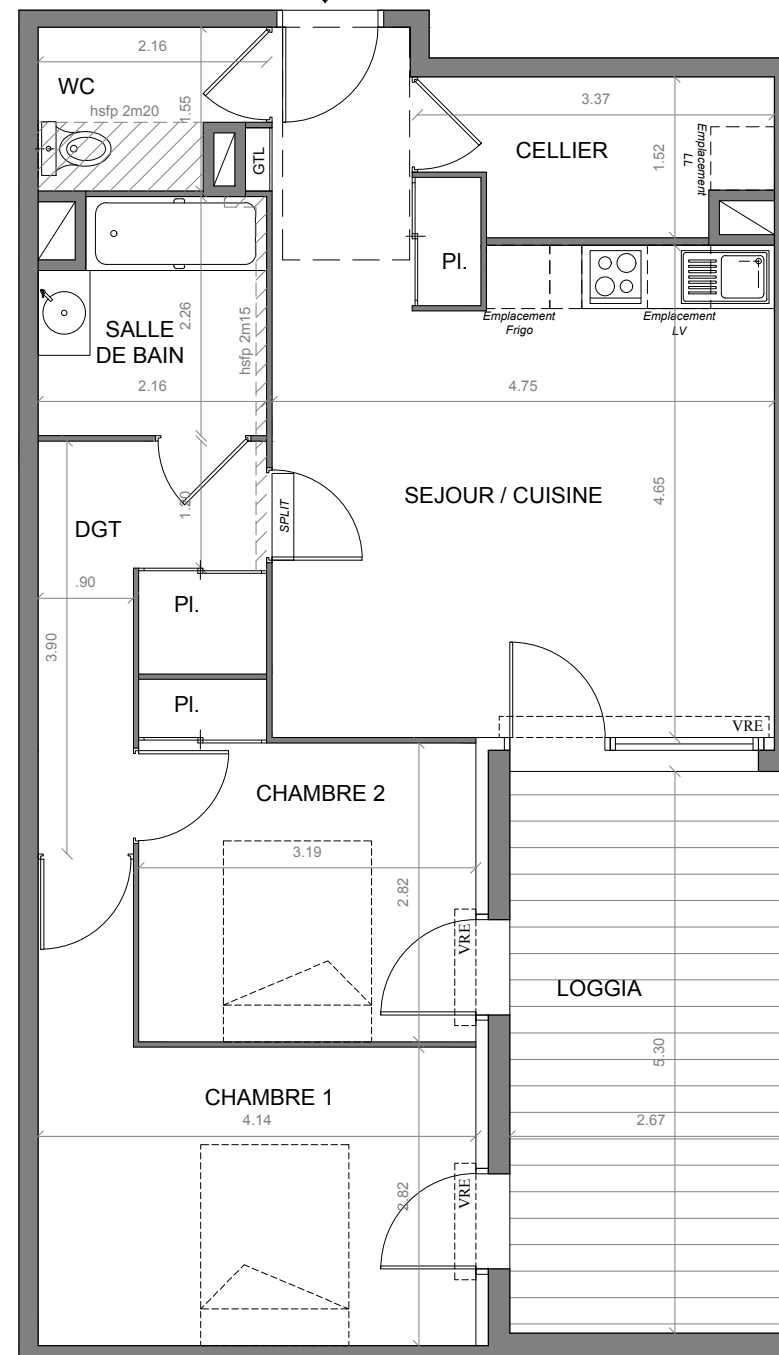 2.16
WC
hsfp 2m20
1.55
GTL
3.37
CELLIER
1.52
Emplacement
LL
Pl.
Emplacement
Frigo
Emplacement
LV
SALLE
DE BAIN
2.26
hsfp 2m15
2.16
4.75
SEJOUR / CUISINE
4.65
DGT
1.20
SPLIT
.90
Pl.
3.90
Pl.
VRE
CHAMBRE 2
3.19
2.82
VRE
LOGGIA
5.30
CHAMBRE 1
4.14
2.67
2.82
VRE